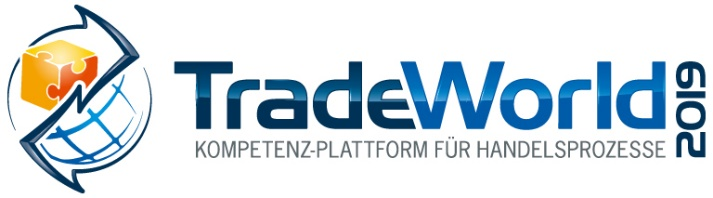 TradeWorld 2019
KOMPETENZ-PLATTFORM FÜR HANDELSPROZESSE